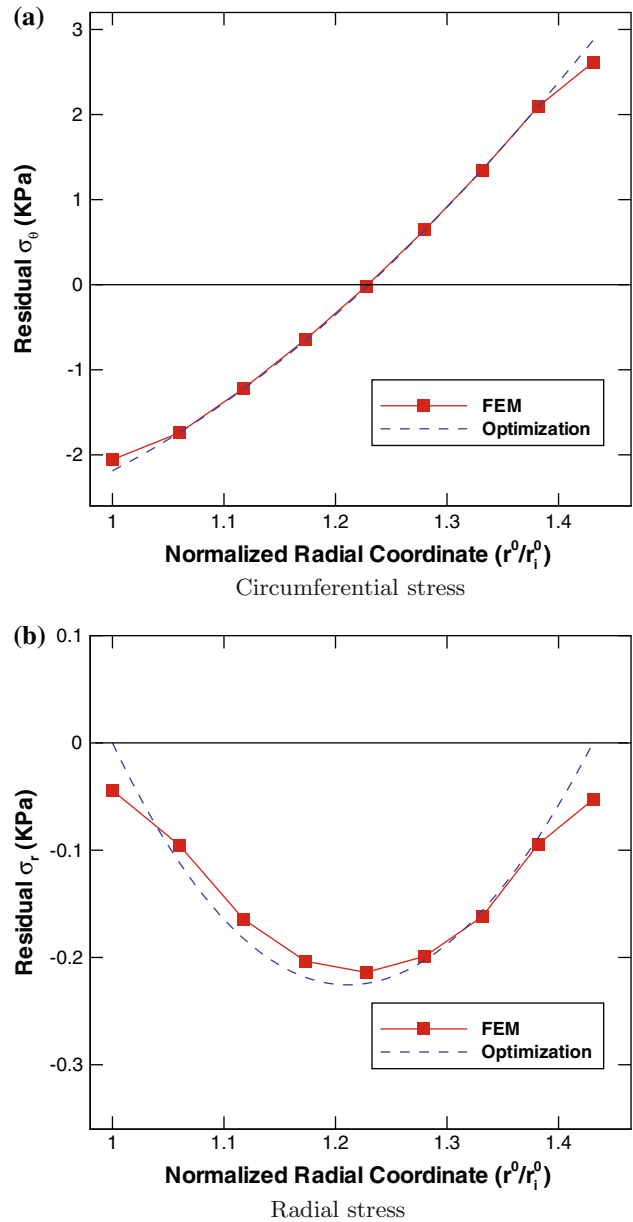 (a)
3
2
1
0
-1
-2
Residual σθ (KPa)
FEM
Optimization
1 1.1 1.2 1.3 1.4
Normalized Radial Coordinate (r⁰/rᵢ⁰)
Circumferential stress
(b)
0.1
0
-0.1
-0.2
-0.3
Residual σr (KPa)
FEM
Optimization
1 1.1 1.2 1.3 1.4
Normalized Radial Coordinate (r⁰/rᵢ⁰)
Radial stress